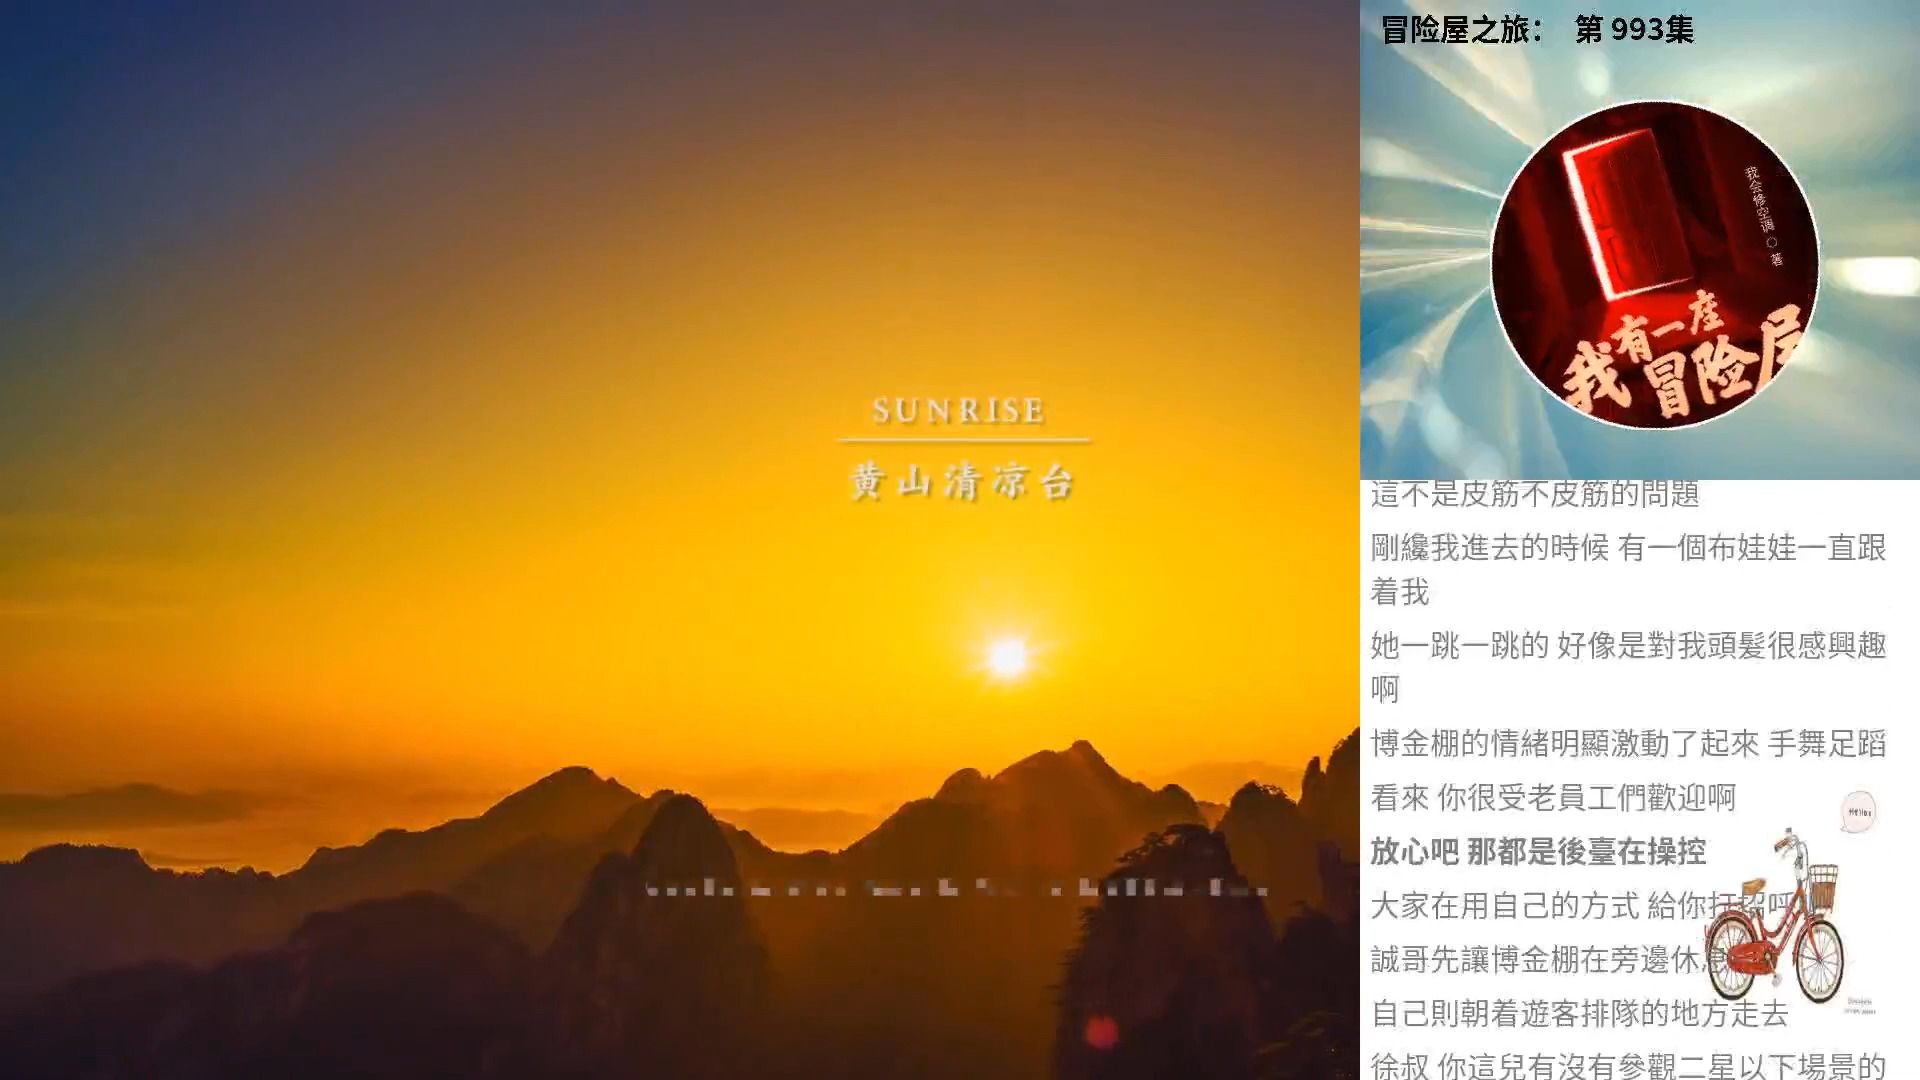 SUNRISE
黄山清凉台
冒险屋之旅： 第 993集
我会修空调 著
我有一座
冒险屋
這不是皮筋不皮筋的問題
剛纔我進去的時候 有一個布娃娃一直跟
着我
她一跳一跳的 好像是對我頭髮很感興趣
啊
博金棚的情緒明顯激動了起來 手舞足蹈
看來 你很受老員工們歡迎啊
放心吧 那都是後臺在操控
大家在用自己的方式 給你打招呼
誠哥先讓博金棚在旁邊休息
自己則朝着遊客排隊的地方走去
徐叔 你這兒有沒有參觀二星以下場景的
Hello